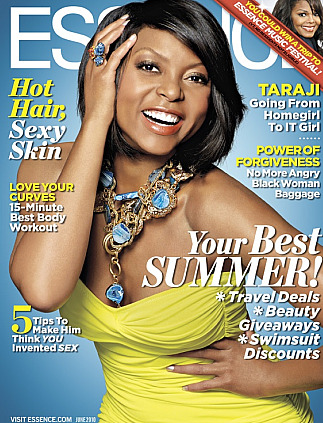 ESSENCE
YOU COULD WIN A TRIP TO
ESSENCE MUSIC FESTIVAL!
Hot
Hair,
Sexy
Skin
TARAJI
Going From
Homegirl
To IT Girl
POWER OF
FORGIVENESS
No More Angry
Black Woman
Baggage
LOVE YOUR
CURVES
15-Minute
Best Body
Workout
Your Best
SUMMER!
*Travel Deals
*Beauty
Giveaways
*Swimsuit
Discounts
5 Tips To
Make Him
Think YOU
Invented SEX
VISIT ESSENCE.COM JUNE 2010